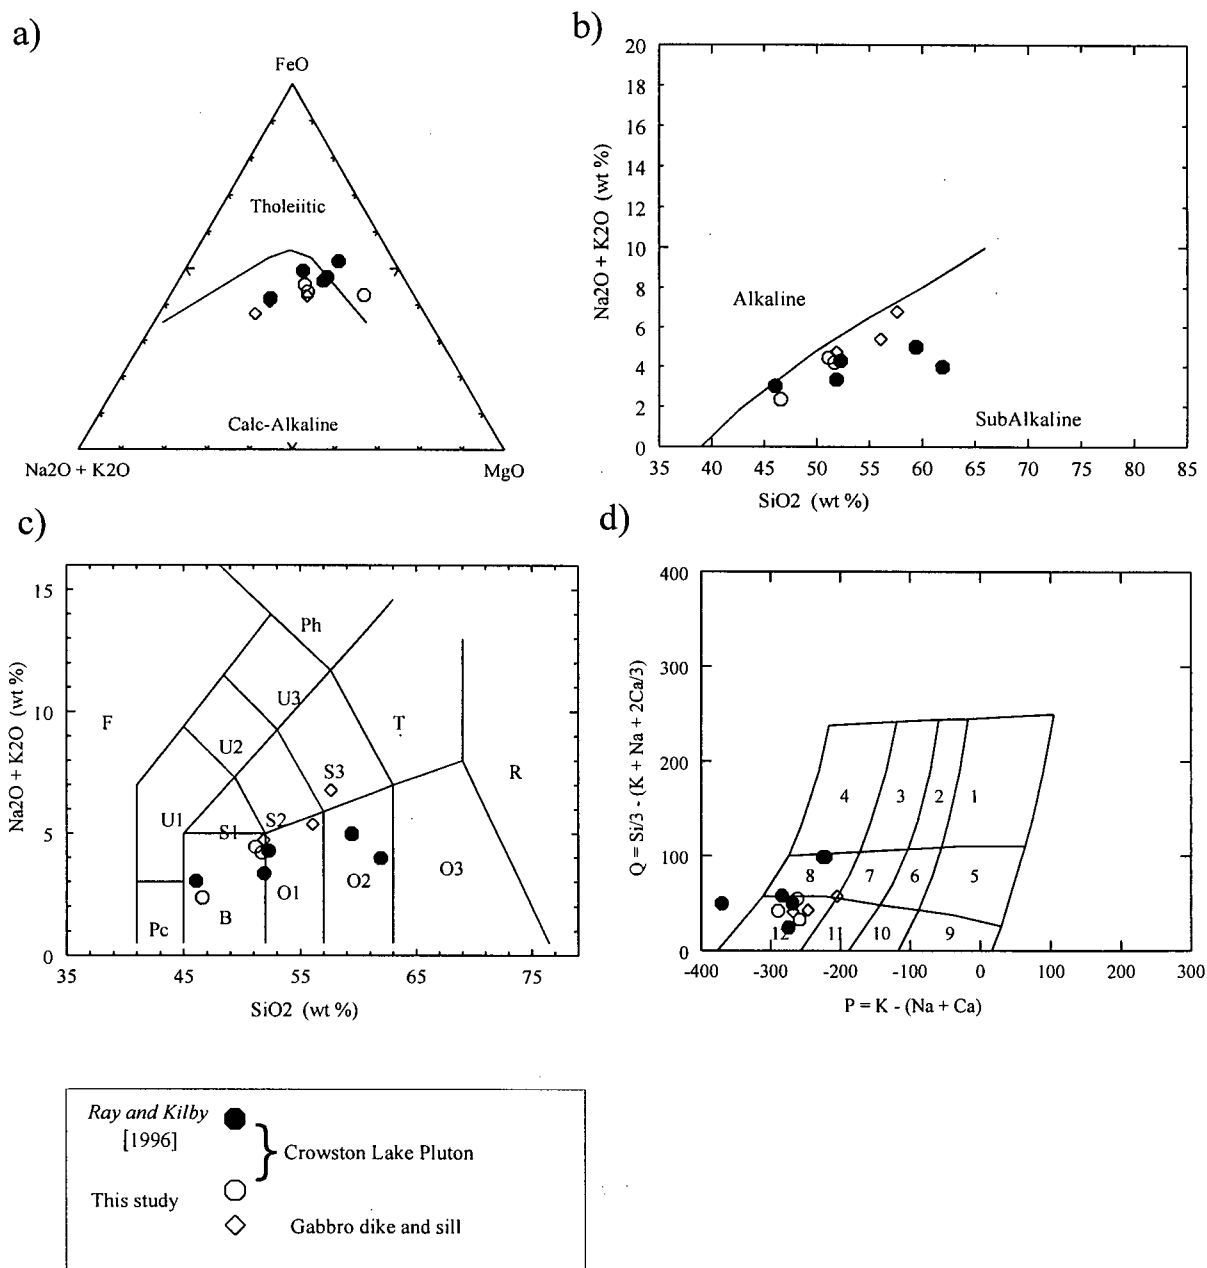 a)
FeO
Tholeiitic
Calc-Alkaline
Na2O + K2O
MgO
b)
Na2O + K2O (wt %)
20
18
16
14
12
10
8
6
4
2
0
Alkaline
SubAlkaline
35 40 45 50 55 60 65 70 75 80 85
SiO2 (wt %)
c)
Na2O + K2O (wt %)
15
10
5
0
Ph
U3
F
T
U2
S3
R
U1
S1
S2
O1
O2
O3
Pc
B
35 45 55 65 75
SiO2 (wt %)
d)
Q = Si/3 - (K + Na + 2Ca/3)
400
300
200
100
0
4 3 2 1
8 7 6 5
12 11 10 9
-400 -300 -200 -100 0 100 200 300
P = K - (Na + Ca)
Ray and Kilby
[1996]
Crowston Lake Pluton
This study
Gabbro dike and sill